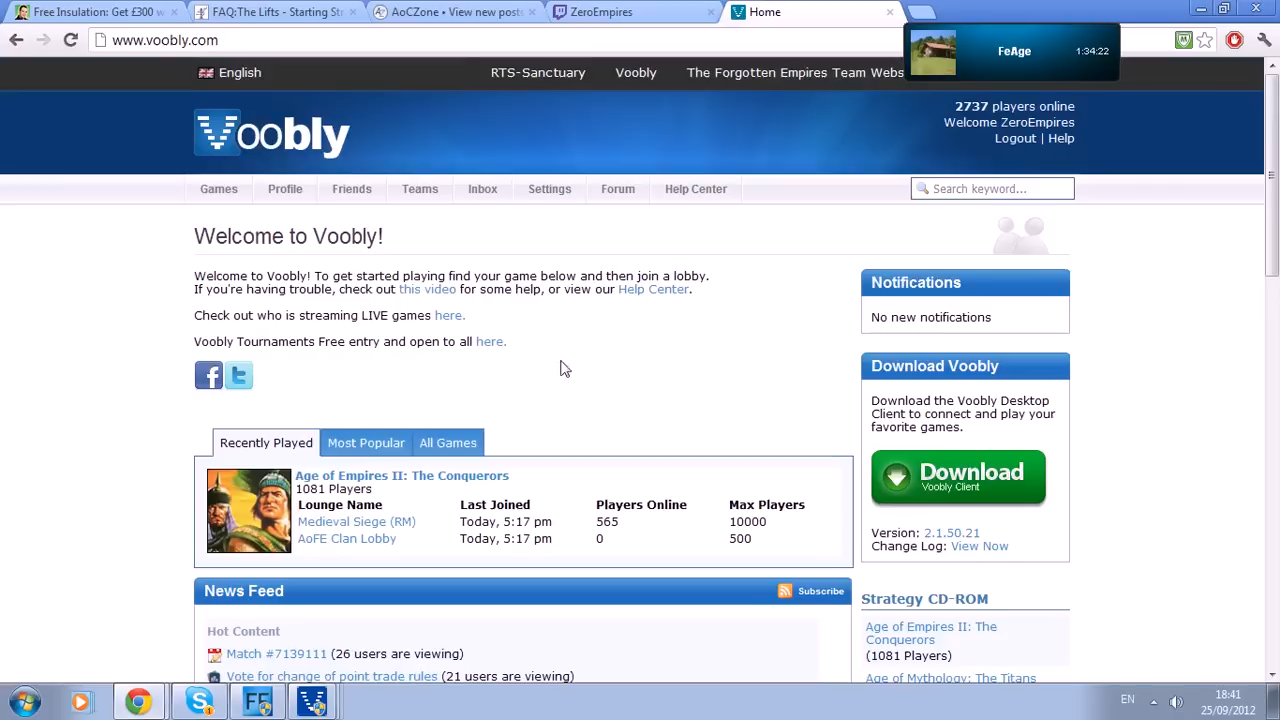 Free Insulation: Get £300 w
FAQ:The Lifts - Starting Str
AoCZone • View new posts
ZeroEmpires
Home
www.voobly.com
FeAge
1:34:22
English
RTS-Sanctuary
Voobly
The Forgotten Empires Team Webs
Voobly
2737 players online
Welcome ZeroEmpires
Logout | Help
Games
Profile
Friends
Teams
Inbox
Settings
Forum
Help Center
Search keyword...
Welcome to Voobly!
Welcome to Voobly! To get started playing find your game below and then join a lobby.
If you're having trouble, check out this video for some help, or view our Help Center.
Check out who is streaming LIVE games here.
Voobly Tournaments Free entry and open to all here.
Recently Played
Most Popular
All Games
Age of Empires II: The Conquerors
1081 Players
Lounge Name Last Joined Players Online Max Players
Medieval Siege (RM) Today, 5:17 pm 565 10000
AoFE Clan Lobby Today, 5:17 pm 0 500
News Feed
Subscribe
Hot Content
Match #7139111 (26 users are viewing)
Vote for change of point trade rules (21 users are viewing)
Notifications
No new notifications
Download Voobly
Download the Voobly Desktop
Client to connect and play your
favorite games.
Download
Voobly Client
Version: 2.1.50.21
Change Log: View Now
Strategy CD-ROM
Age of Empires II: The
Conquerors
(1081 Players)
Age of Mythology: The Titans
FF
EN
18:41
25/09/2012